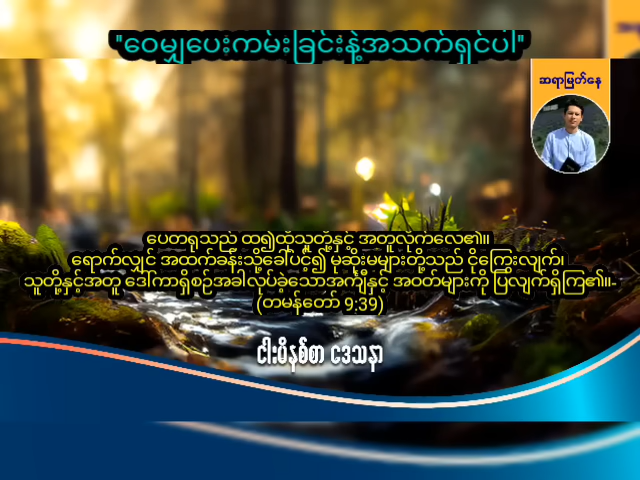 "ဝေမျှပေးကမ်းခြင်းနဲ့အသက်ရှင်ပါ"
ဆရာမြတ်နေ
ပေတရုသည် ထ၍ထိုသူတို့နှင့် အတူလိုက်လေ၏။
ရောက်လျှင် အထက်ခန်းသို့ခေါ်ပင့်၍ မုဆိုးမများတို့သည် ငိုကြွေးလျက်၊
သူတို့နှင့်အတူ ဒေါ်ကာရှိစဉ်အခါလုပ်ခဲ့သောအင်္ကျီနှင့် အဝတ်များကို ပြလျက်ရှိကြ၏။-
(တမန်တော် 9:39)
ငါးမိနစ်စာ ဒေသနာ